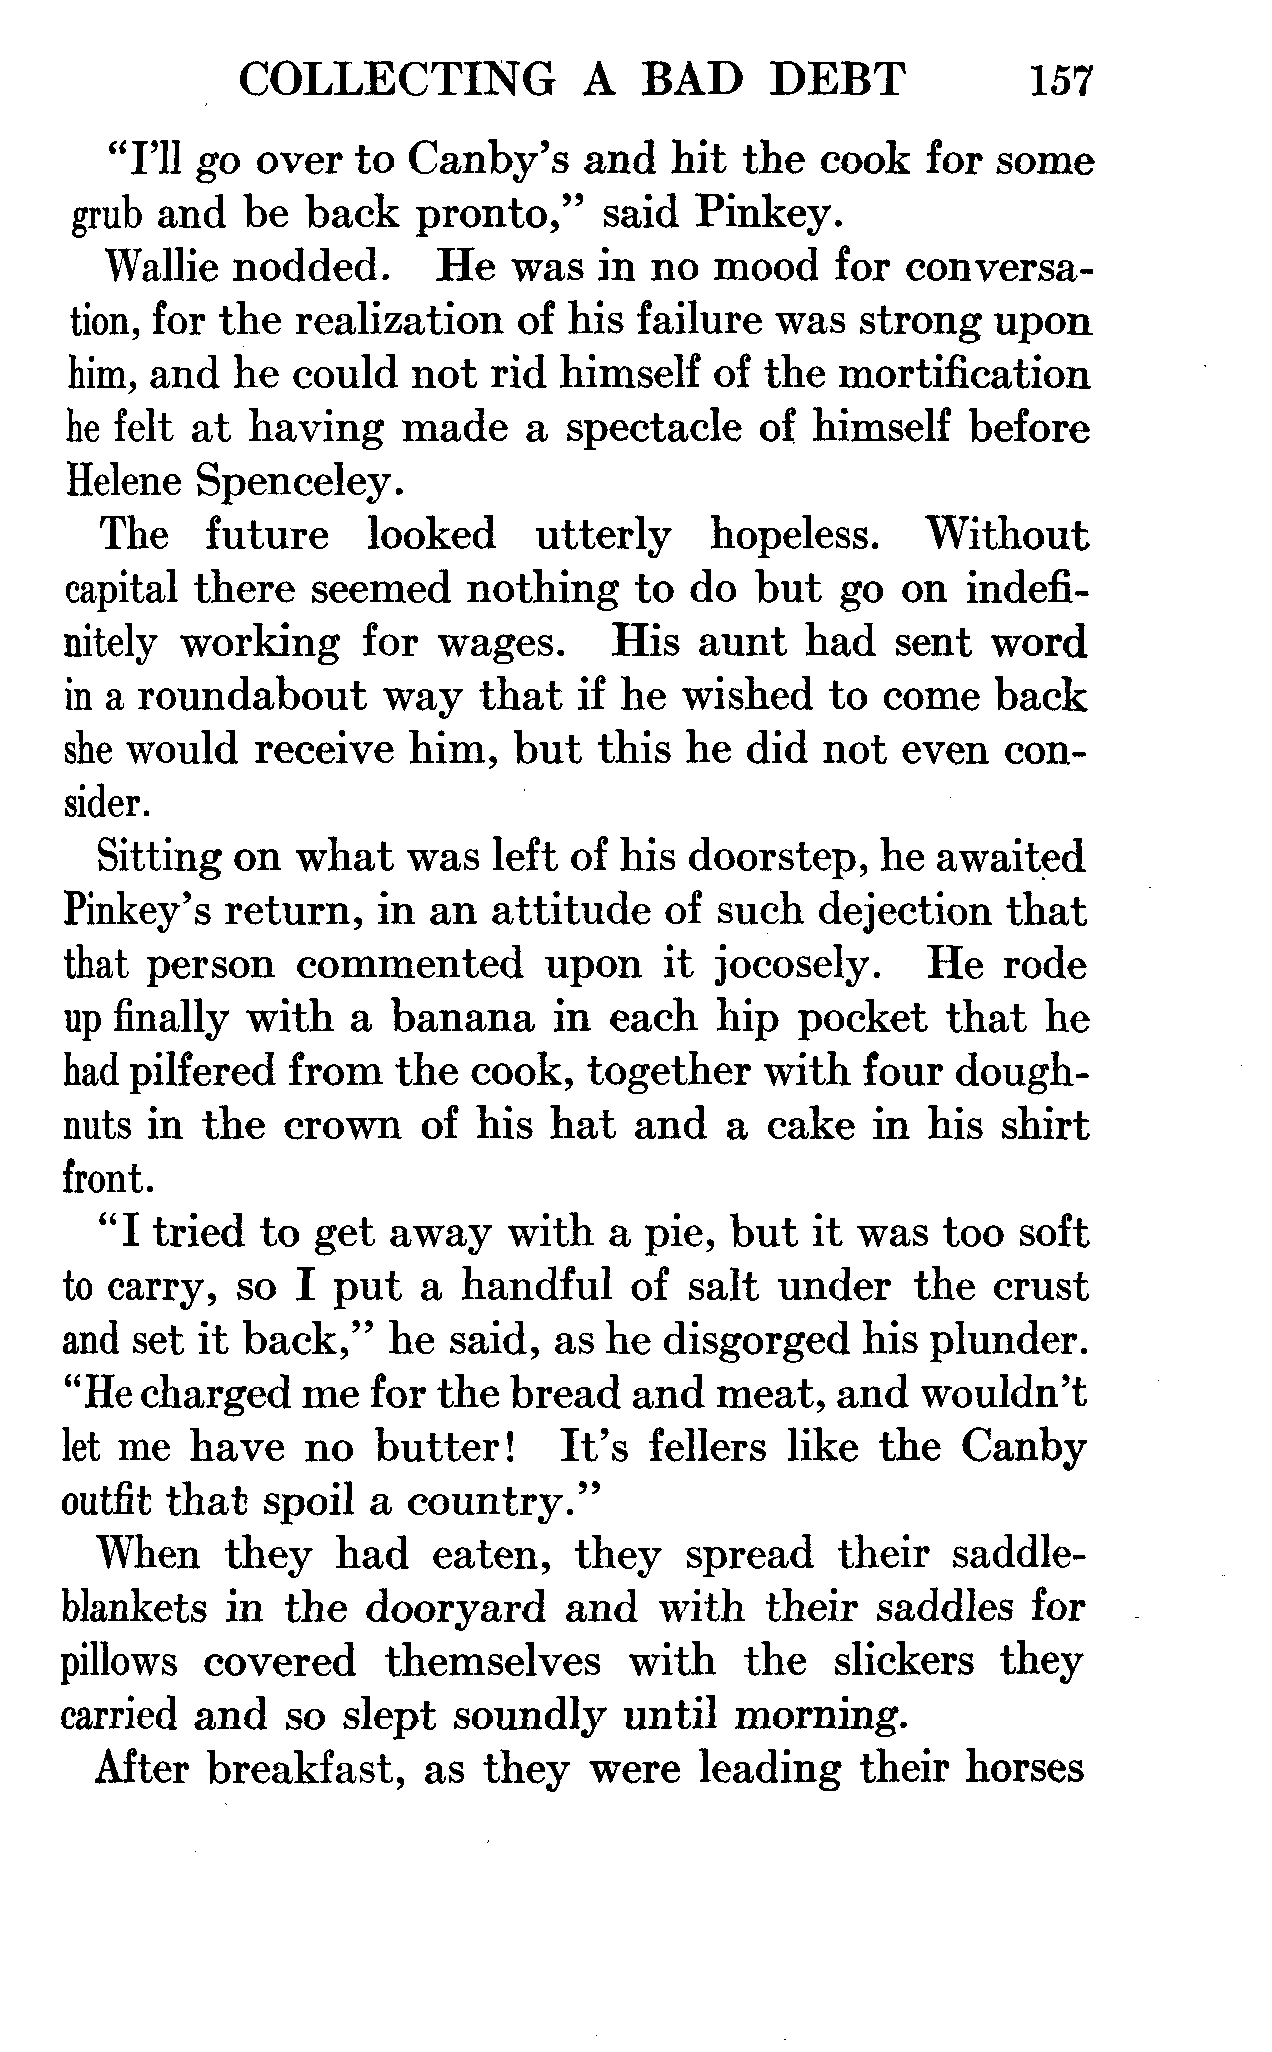 COLLECTING A BAD DEBT 157
"I'll go over to Canby's and hit the cook for some
grub and be back pronto," said Pinkey.
Wallie nodded. He was in no mood for conversa-
tion, for the realization of his failure was strong upon
him, and he could not rid himself of the mortification
he felt at having made a spectacle of himself before
Helene Spenceley.
The future looked utterly hopeless. Without
capital there seemed nothing to do but go on indefi-
nitely working for wages. His aunt had sent word
in a roundabout way that if he wished to come back
she would receive him, but this he did not even con-
sider.
Sitting on what was left of his doorstep, he awaited
Pinkey's return, in an attitude of such dejection that
that person commented upon it jocosely. He rode
up finally with a banana in each hip pocket that he
had pilfered from the cook, together with four dough-
nuts in the crown of his hat and a cake in his shirt
front.
"I tried to get away with a pie, but it was too soft
to carry, so I put a handful of salt under the crust
and set it back," he said, as he disgorged his plunder.
"He charged me for the bread and meat, and wouldn't
let me have no butter! It's fellers like the Canby
outfit that spoil a country."
When they had eaten, they spread their saddle-
blankets in the dooryard and with their saddles for
pillows covered themselves with the slickers they
carried and so slept soundly until morning.
After breakfast, as they were leading their horses